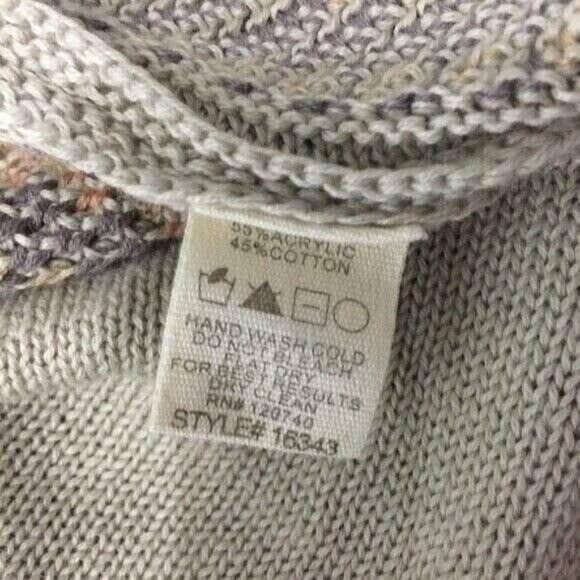 55% ACRYLIC
45% COTTON
HAND WASH COLD
DO NOT BLEACH
FLAT DRY
FOR BEST RESULTS
DRY CLEAN
RN# 120740
STYLE# 16343